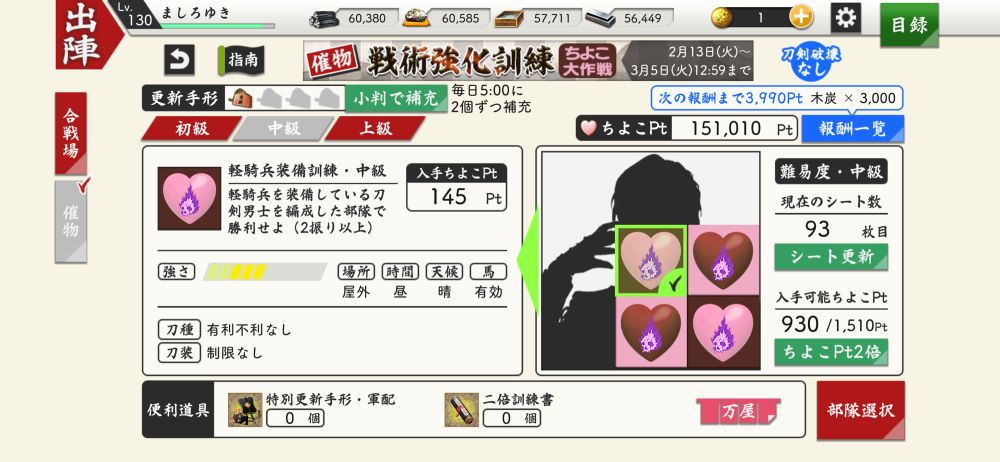 出陣
Lv.130 ましろゆき
60,380 60,585 57,711 56,449 1
目録
指南
催物 戦術強化訓練 ちよこ大作戦
2月13日(火)～
3月5日(火)12:59まで
刀剣破壊なし
合戦場
催物
更新手形
小判で補充
毎日5:00に
2個ずつ補充
次の報酬まで3,990Pt 木炭 × 3,000
初級 中級 上級
ちよこPt 151,010 Pt
報酬一覧
軽騎兵装備訓練・中級
軽騎兵を装備している刀
剣男士を編成した部隊で
勝利せよ(2振り以上)
入手ちよこPt
145 Pt
強さ
場所 時間 天候 馬
屋外 昼 晴 有効
刀種 有利不利なし
刀装 制限なし
難易度・中級
現在のシート数
93 枚目
シート更新
入手可能ちよこPt
930 /1,510Pt
ちよこPt2倍
便利道具
特別更新手形・軍配
0 個
二倍訓練書
0 個
万屋
部隊選択